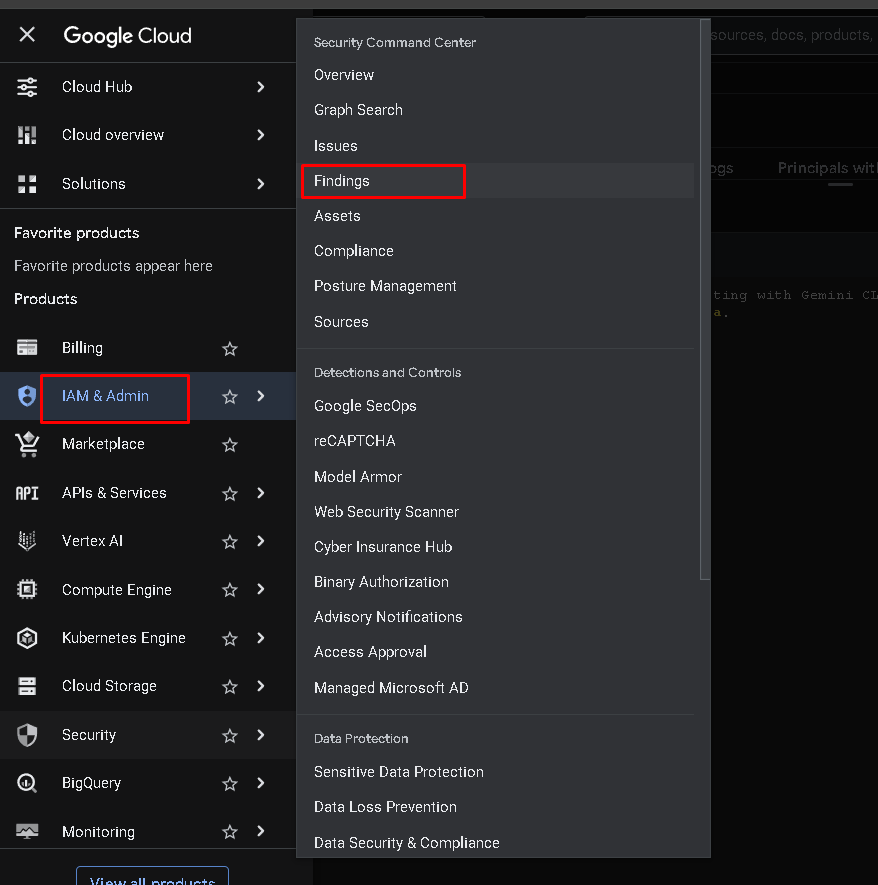 Google Cloud
Cloud Hub
Cloud overview
Solutions
Favorite products
Favorite products appear here
Products
Billing
IAM & Admin
Marketplace
API APIs & Services
Vertex AI
Compute Engine
Kubernetes Engine
Cloud Storage
Security
BigQuery
Monitoring
View all products
Security Command Center
Overview
Graph Search
Issues
Findings
Assets
Compliance
Posture Management
Sources
Detections and Controls
Google SecOps
reCAPTCHA
Model Armor
Web Security Scanner
Cyber Insurance Hub
Binary Authorization
Advisory Notifications
Access Approval
Managed Microsoft AD
Data Protection
Sensitive Data Protection
Data Loss Prevention
Data Security & Compliance
sources, docs, products,
ogs Principals with
ting with Gemini CL
a.